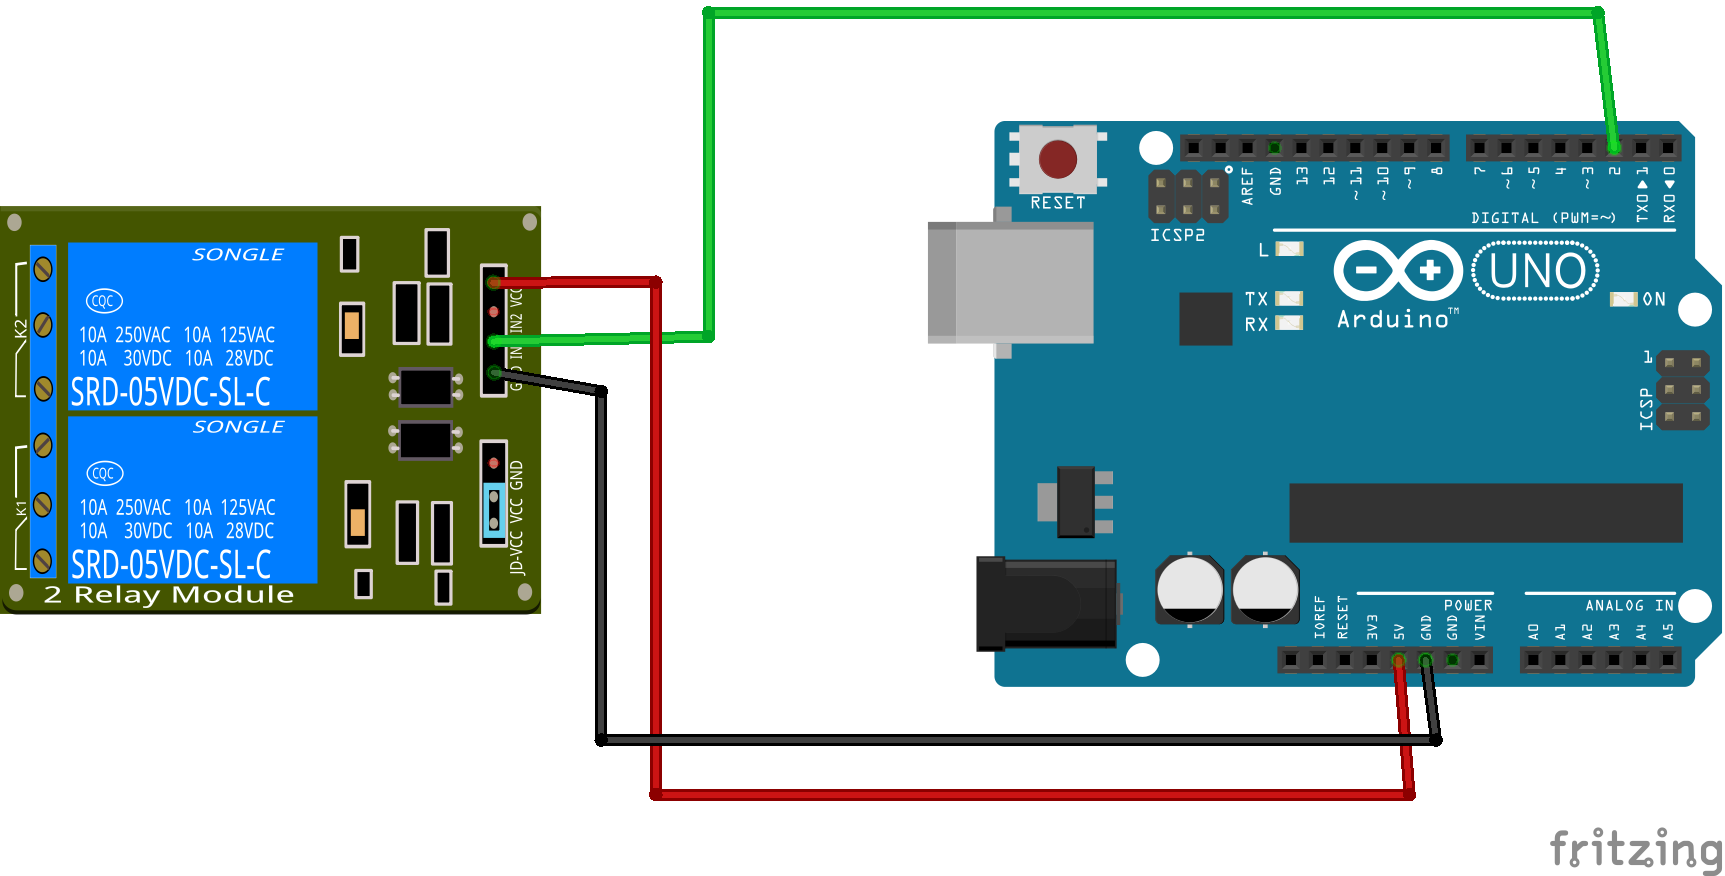 SONGLE
CQC
10A 250VAC 10A 125VAC
10A 30VDC 10A 28VDC
SRD-05VDC-SL-C
K2
SONGLE
CQC
10A 250VAC 10A 125VAC
10A 30VDC 10A 28VDC
SRD-05VDC-SL-C
K1
2 Relay Module
GND IN IN2 VCC
JD-VCC VCC GND
RESET
ICSP2
AREF
GND
13
12
~11
~10
~9
8
7
~6
~5
4
~3
2
TX0▶1
RX0◀0
DIGITAL (PWM=~)
L
TX
RX
Arduino™
UNO
ON
1
ICSP
IOREF
RESET
3V3
5V
GND
GND
VIN
POWER
ANALOG IN
A0
A1
A2
A3
A4
A5
fritzing